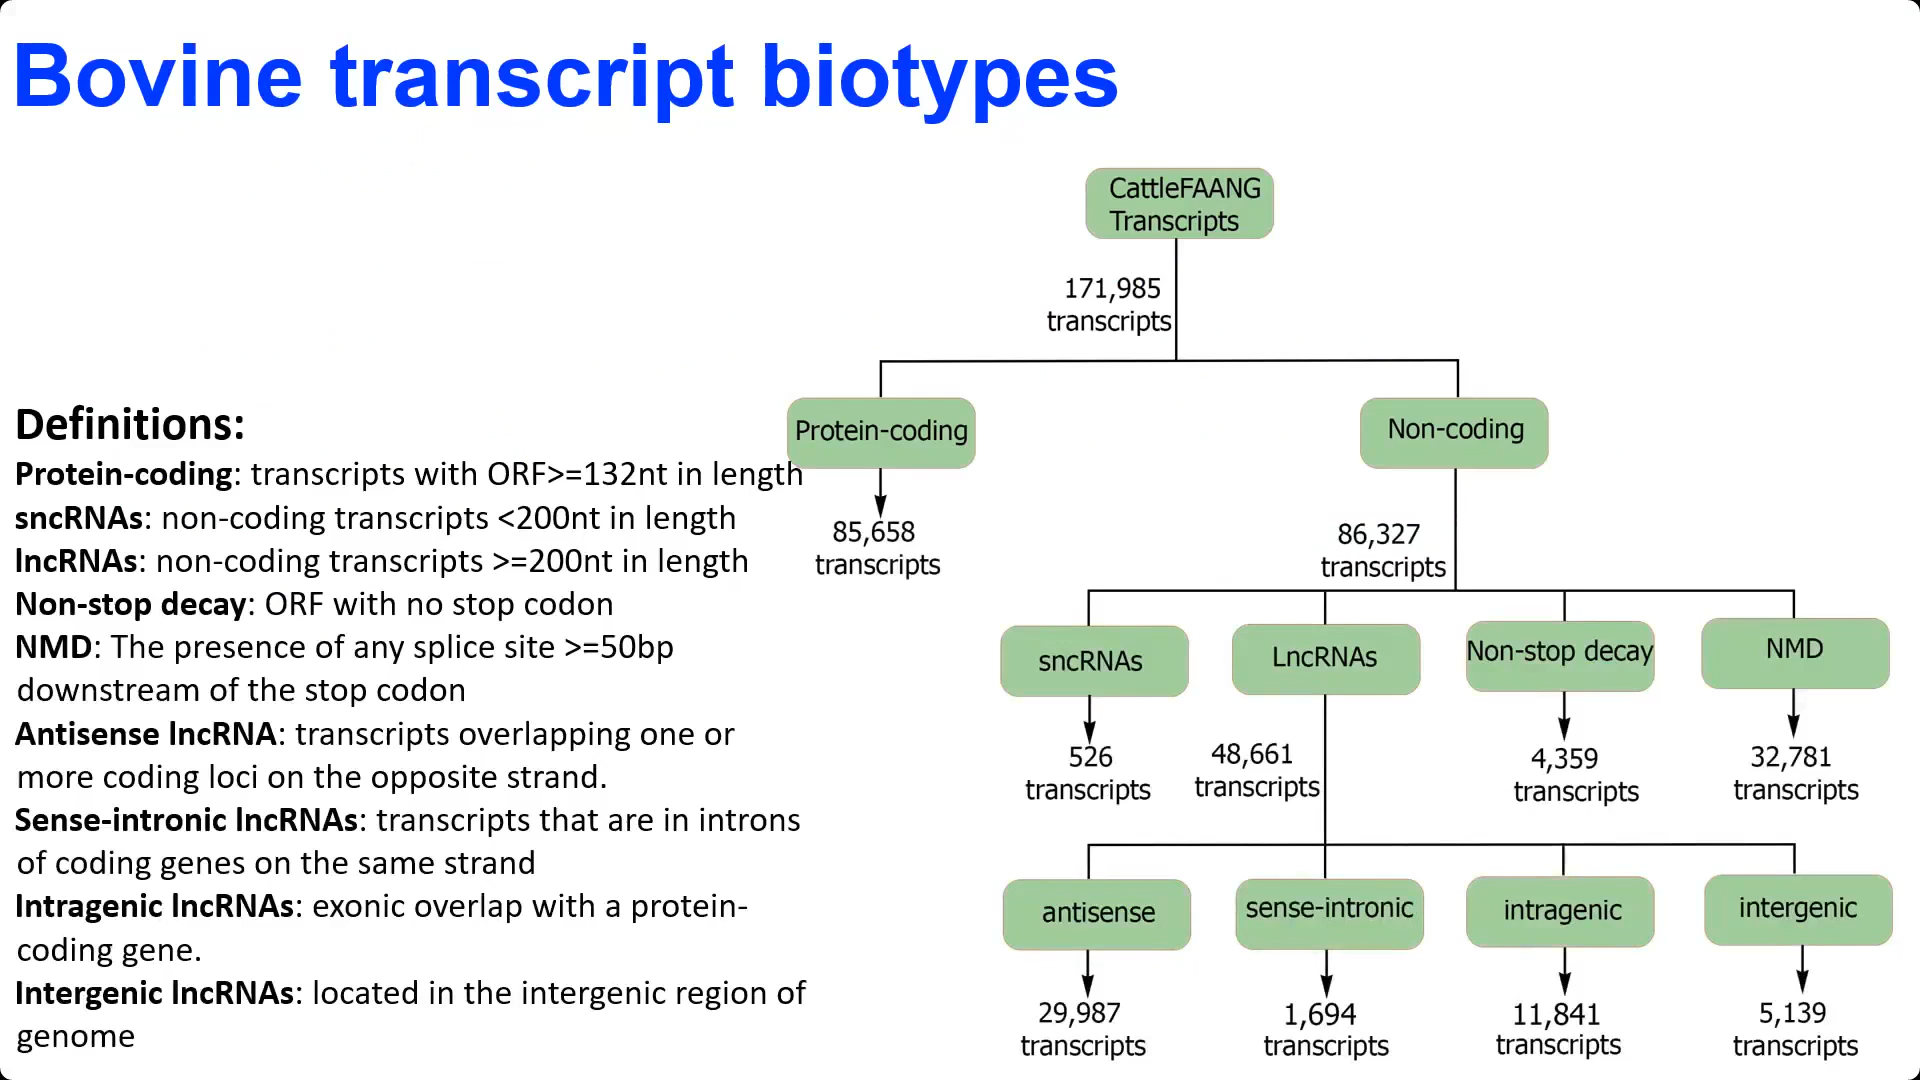 Bovine transcript biotypes
CattleFAANG
Transcripts
171,985
transcripts
Protein-coding
Non-coding
85,658
transcripts
86,327
transcripts
sncRNAs
LncRNAs
Non-stop decay
NMD
526
transcripts
48,661
transcripts
4,359
transcripts
32,781
transcripts
antisense
sense-intronic
intragenic
intergenic
29,987
transcripts
1,694
transcripts
11,841
transcripts
5,139
transcripts
Definitions:
Protein-coding: transcripts with ORF>=132nt in length
sncRNAs: non-coding transcripts <200nt in length
lncRNAs: non-coding transcripts >=200nt in length
Non-stop decay: ORF with no stop codon
NMD: The presence of any splice site >=50bp
downstream of the stop codon
Antisense lncRNA: transcripts overlapping one or
more coding loci on the opposite strand.
Sense-intronic lncRNAs: transcripts that are in introns
of coding genes on the same strand
Intragenic lncRNAs: exonic overlap with a protein-
coding gene.
Intergenic lncRNAs: located in the intergenic region of
genome